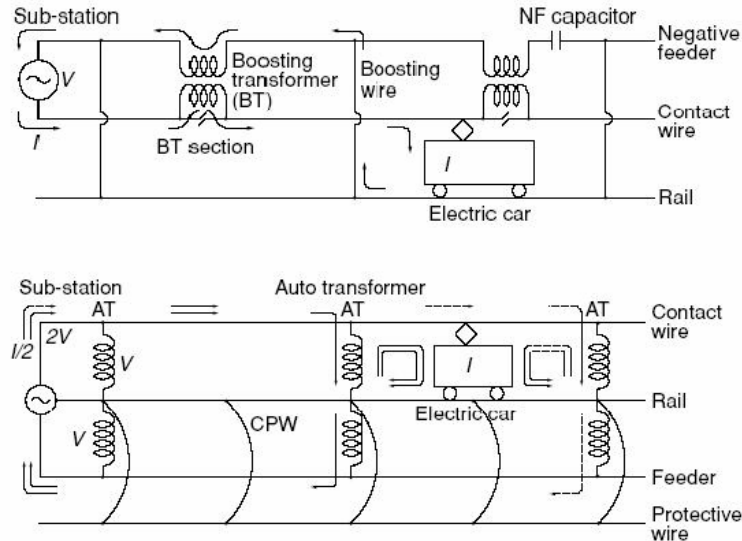 Sub-station
NF capacitor
Negative
feeder
V
Boosting
transformer
(BT)
Boosting
wire
Contact
wire
I
BT section
I
Electric car
Rail
Sub-station
AT
Auto transformer
AT
AT
Contact
wire
I/2
2V
V
I
Rail
Electric car
V
CPW
Feeder
Protective
wire